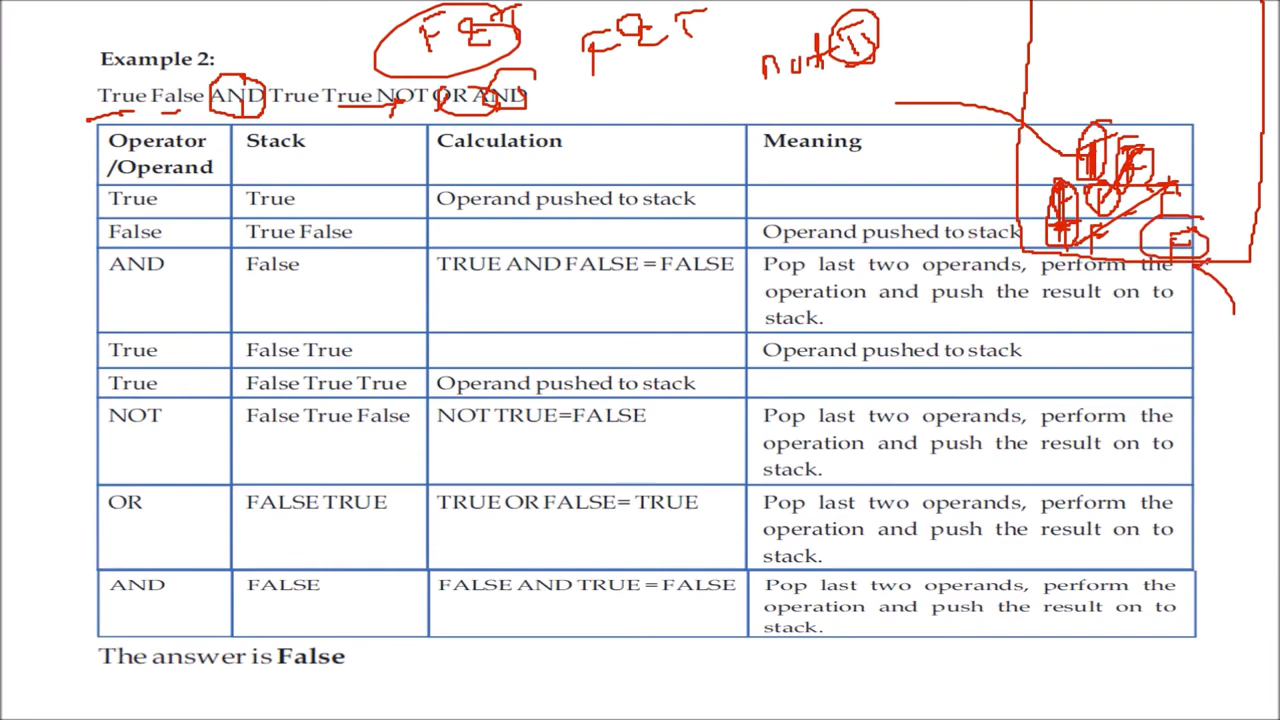 Example 2:
True False AND True True NOT OR AND
not T
Operator
/Operand
Stack
Calculation
Meaning
True
True
Operand pushed to stack
False
True False
Operand pushed to stack
AND
False
TRUE AND FALSE = FALSE
Pop last two operands, perform the
operation and push the result on to
stack.
True
False True
Operand pushed to stack
True
False True True
Operand pushed to stack
NOT
False True False
NOT TRUE=FALSE
Pop last two operands, perform the
operation and push the result on to
stack.
OR
FALSE TRUE
TRUE OR FALSE= TRUE
Pop last two operands, perform the
operation and push the result on to
stack.
AND
FALSE
FALSE AND TRUE = FALSE
Pop last two operands, perform the
operation and push the result on to
stack.
The answer is False